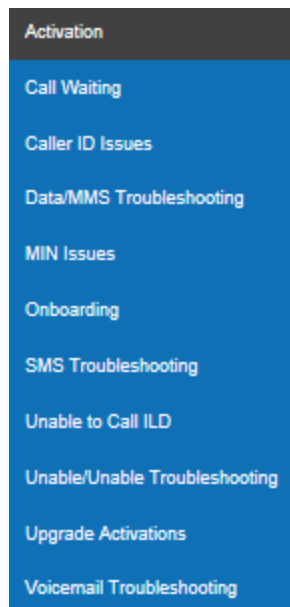 Activation
Call Waiting
Caller ID Issues
Data/MMS Troubleshooting
MIN Issues
Onboarding
SMS Troubleshooting
Unable to Call ILD
Unable/Unable Troubleshooting
Upgrade Activations
Voicemail Troubleshooting